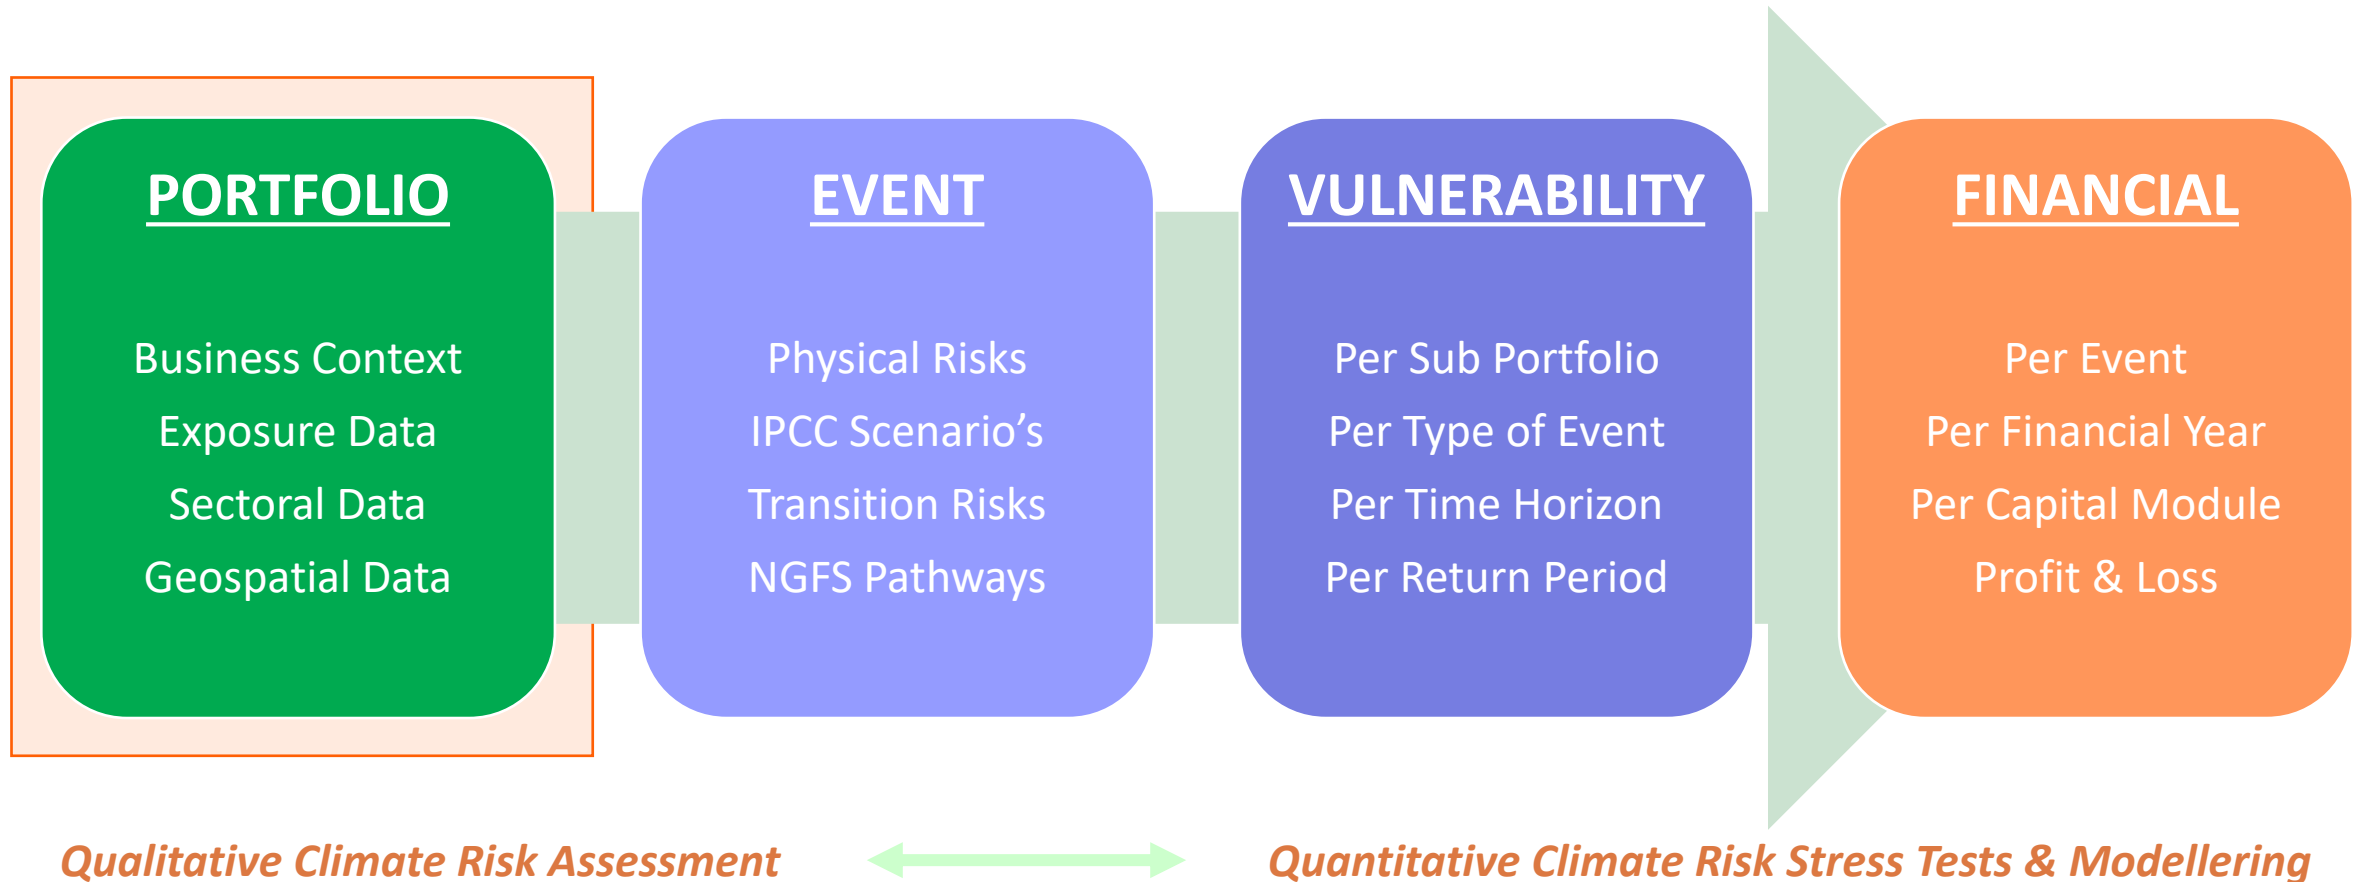 PORTFOLIO
Business Context
Exposure Data
Sectoral Data
Geospatial Data
EVENT
Physical Risks
IPCC Scenario’s
Transition Risks
NGFS Pathways
VULNERABILITY
Per Sub Portfolio
Per Type of Event
Per Time Horizon
Per Return Period
FINANCIAL
Per Event
Per Financial Year
Per Capital Module
Profit & Loss
Qualitative Climate Risk Assessment
Quantitative Climate Risk Stress Tests & Modellering